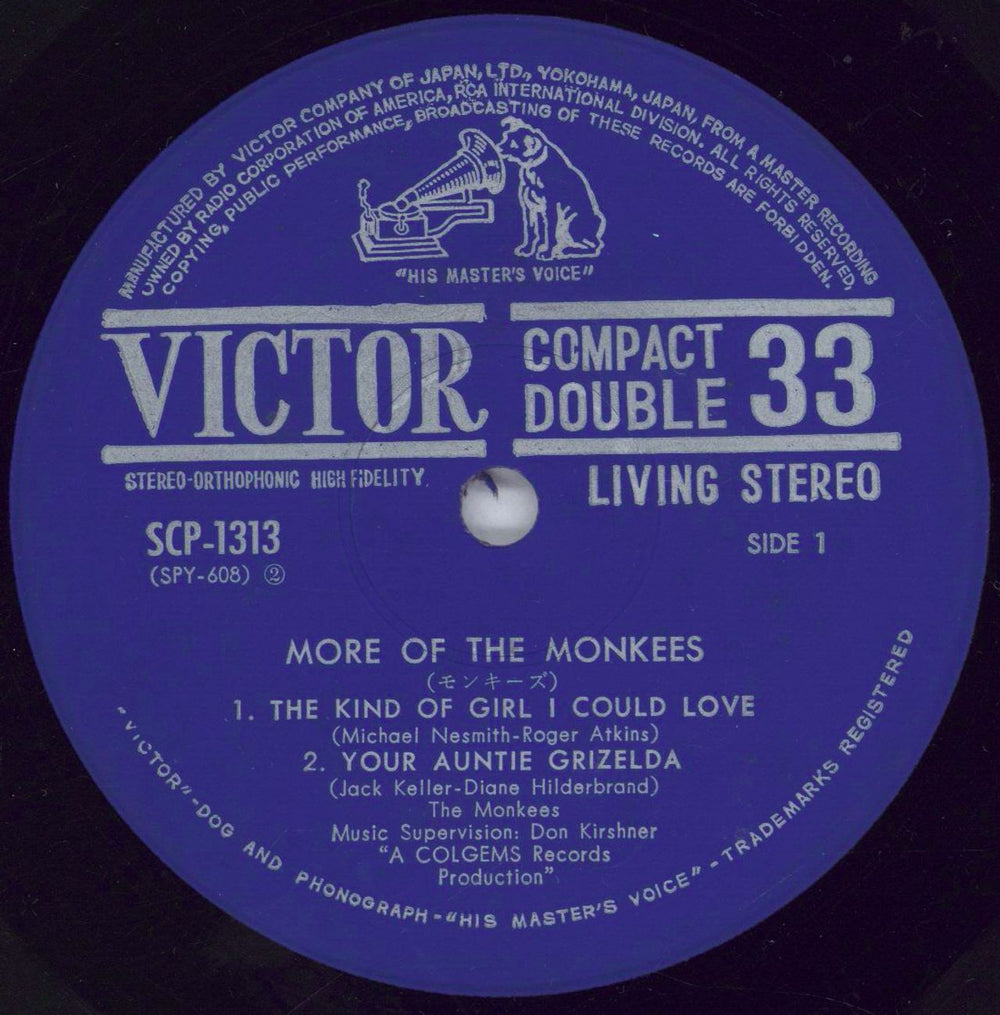 MANUFACTURED BY VICTOR COMPANY OF JAPAN, LTD., YOKOHAMA, JAPAN, FROM A MASTER RECORDING
OWNED BY RADIO CORPORATION OF AMERICA, RCA INTERNATIONAL DIVISION. ALL RIGHTS RESERVED,
COPYING, PUBLIC PERFORMANCE, BROADCASTING OF THESE RECORDS ARE FORBIDDEN.
"HIS MASTER'S VOICE"
VICTOR
COMPACT
DOUBLE 33
STEREO-ORTHOPHONIC HIGH FIDELITY.
LIVING STEREO
SCP-1313
SIDE 1
(SPY-608) ②
MORE OF THE MONKEES
(モンキーズ)
1. THE KIND OF GIRL I COULD LOVE
(Michael Nesmith-Roger Atkins)
2. YOUR AUNTIE GRIZELDA
(Jack Keller-Diane Hilderbrand)
The Monkees
Music Supervision: Don Kirshner
"A COLGEMS Records
Production"
"VICTOR"-DOG AND PHONOGRAPH-"HIS MASTER'S VOICE"-TRADEMARKS REGISTERED